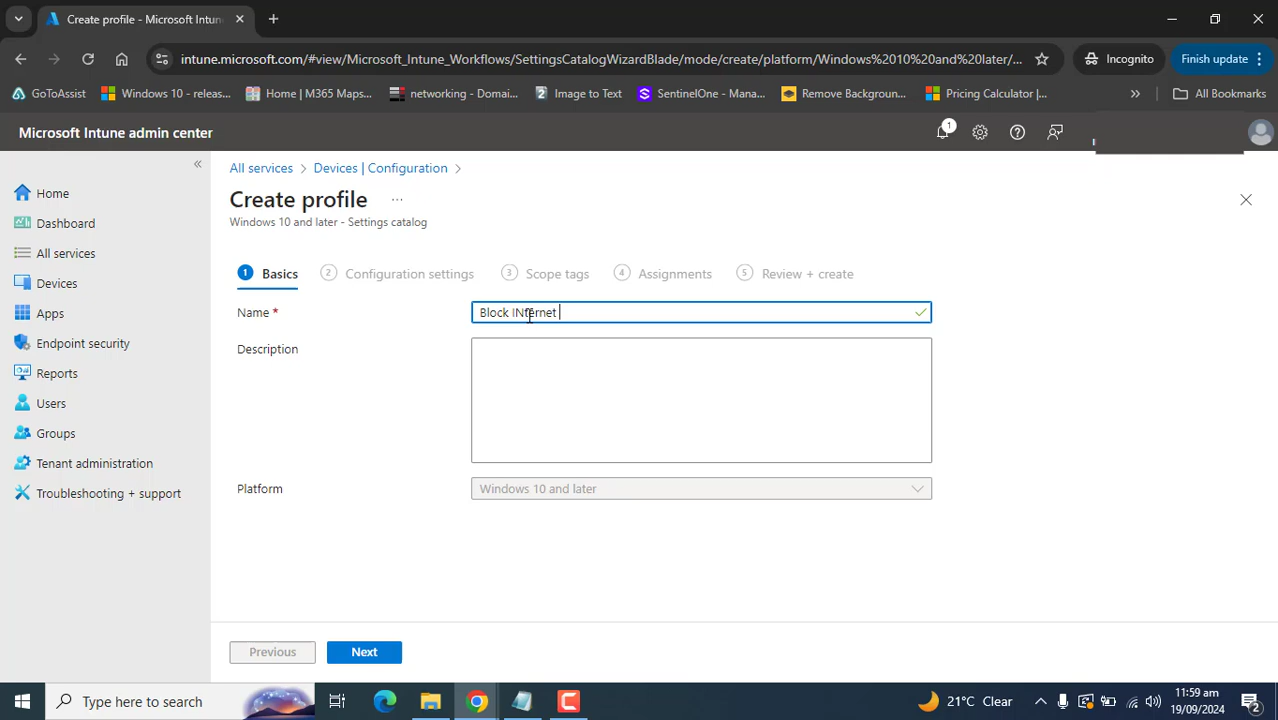 Create profile - Microsoft Intun
intune.microsoft.com/#view/Microsoft_Intune_Workflows/SettingsCatalogWizardBlade/mode/create/platform/Windows%2010%20and%20later/...
Incognito
Finish update
GoToAssist
Windows 10 - releas...
Home | M365 Maps...
networking - Domai...
Image to Text
SentinelOne - Mana...
Remove Backgroun...
Pricing Calculator |...
All Bookmarks
Microsoft Intune admin center
1
Home
Dashboard
All services
Devices
Apps
Endpoint security
Reports
Users
Groups
Tenant administration
Troubleshooting + support
All services > Devices | Configuration >
Create profile ...
Windows 10 and later - Settings catalog
1 Basics
2 Configuration settings
3 Scope tags
4 Assignments
5 Review + create
Name *
Block INternet
Description
Platform
Windows 10 and later
Previous
Next
Type here to search
21°C Clear
11:59 am
19/09/2024
2